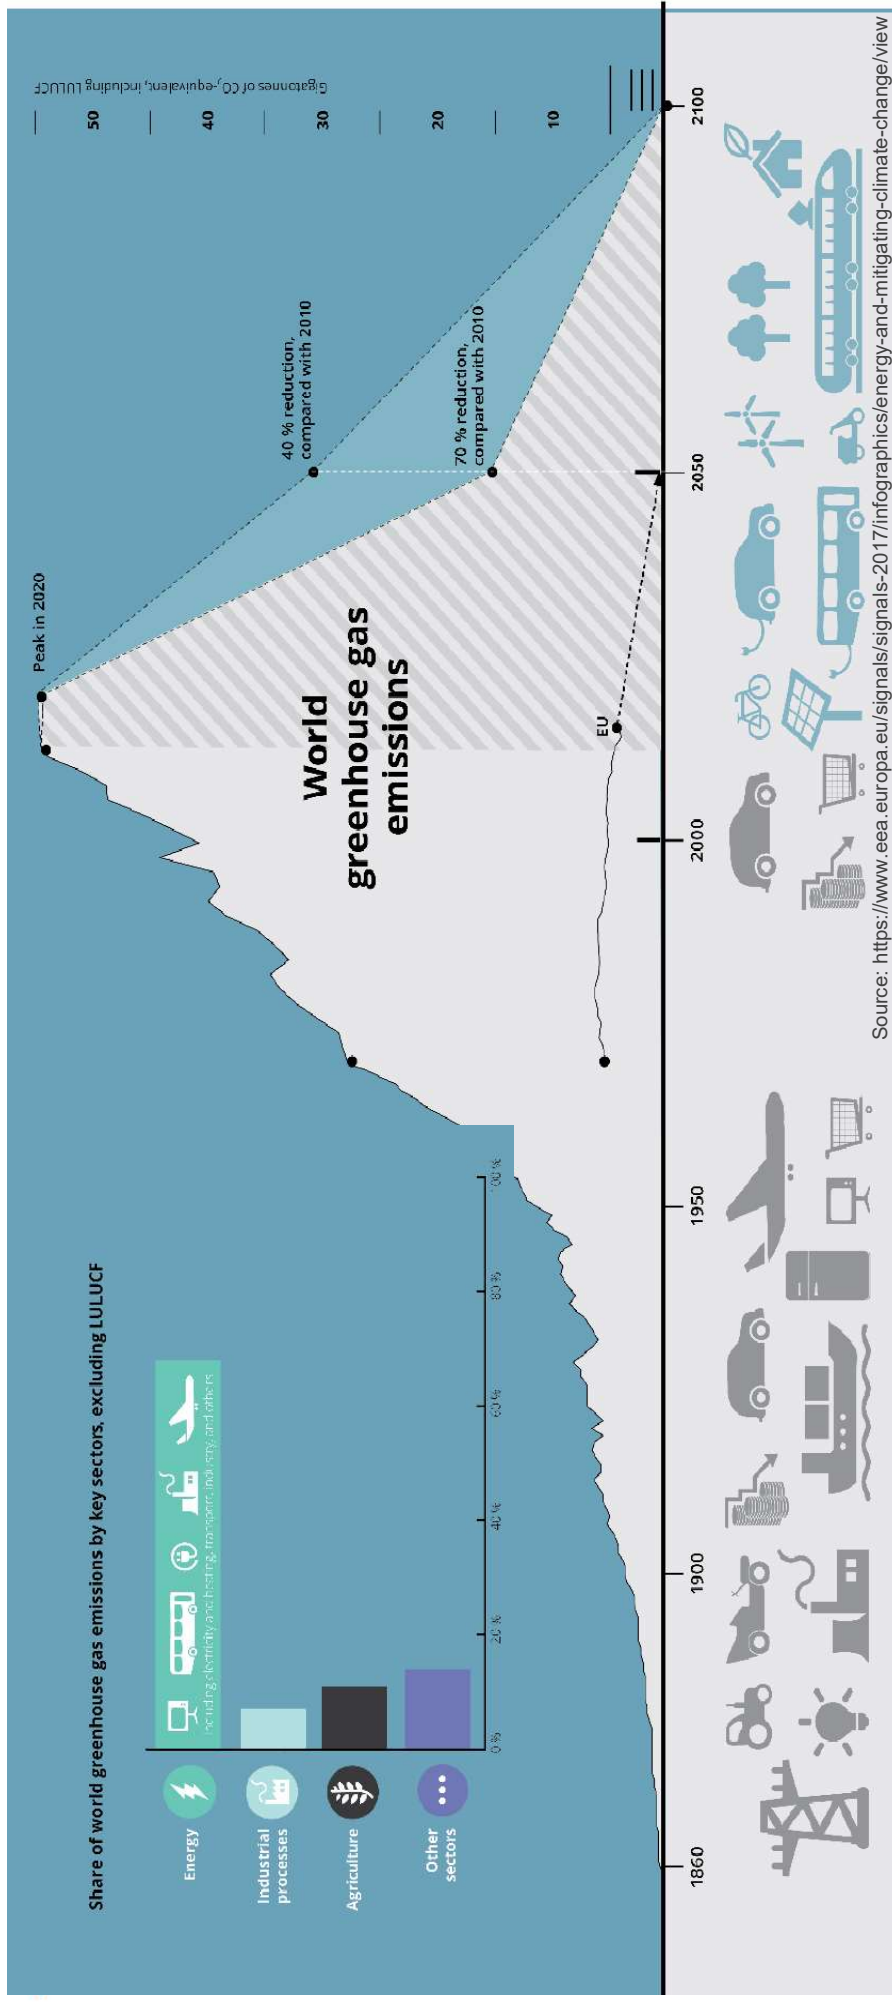 Share of world greenhouse gas emissions by key sectors, excluding LULUCF
Energy
including electricity and heating, transport, industry, and others
Industrial
processes
Agriculture
Other
sectors
0 %
20 %
40 %
60 %
80 %
100 %
World
greenhouse gas
emissions
Peak in 2020
40 % reduction,
compared with 2010
70 % reduction,
compared with 2010
EU
Gigatonnes of CO₂-equivalent, including LULUCF
50
40
30
20
10
1860
1900
1950
2000
2050
2100
Source: https://www.eea.europa.eu/signals/signals-2017/infographics/energy-and-mitigating-climate-change/view